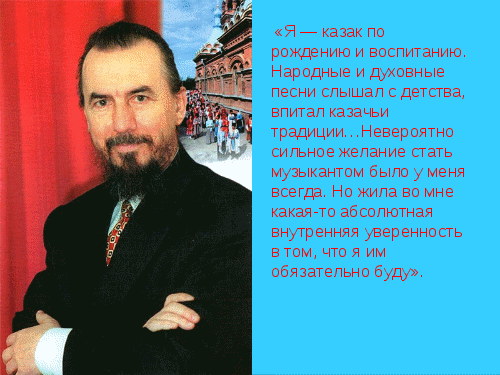 «Я — казак по
рождению и воспитанию.
Народные и духовные
песни слышал с детства,
впитал казачьи
традиции…Невероятно
сильное желание стать
музыкантом было у меня
всегда. Но жила во мне
какая-то абсолютная
внутренняя уверенность
в том, что я им
обязательно буду».